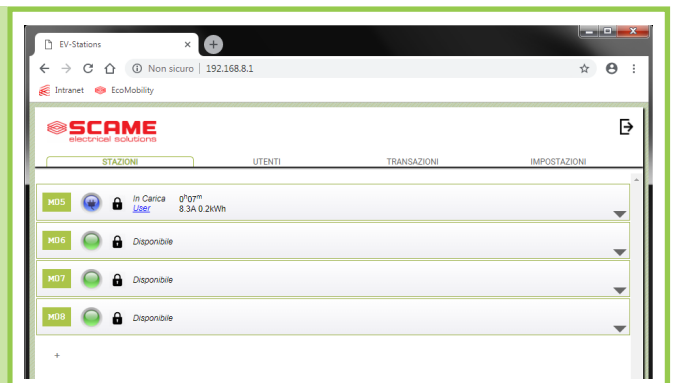 EV-Stations
Non sicuro | 192.168.8.1
Intranet EcoMobility
SCAME
electrical solutions
STAZIONI UTENTI TRANSAZIONI IMPOSTAZIONI
M05 In Carica 0h07m
User 8.3A 0.2kWh
M06 Disponibile
M07 Disponibile
M08 Disponibile
+